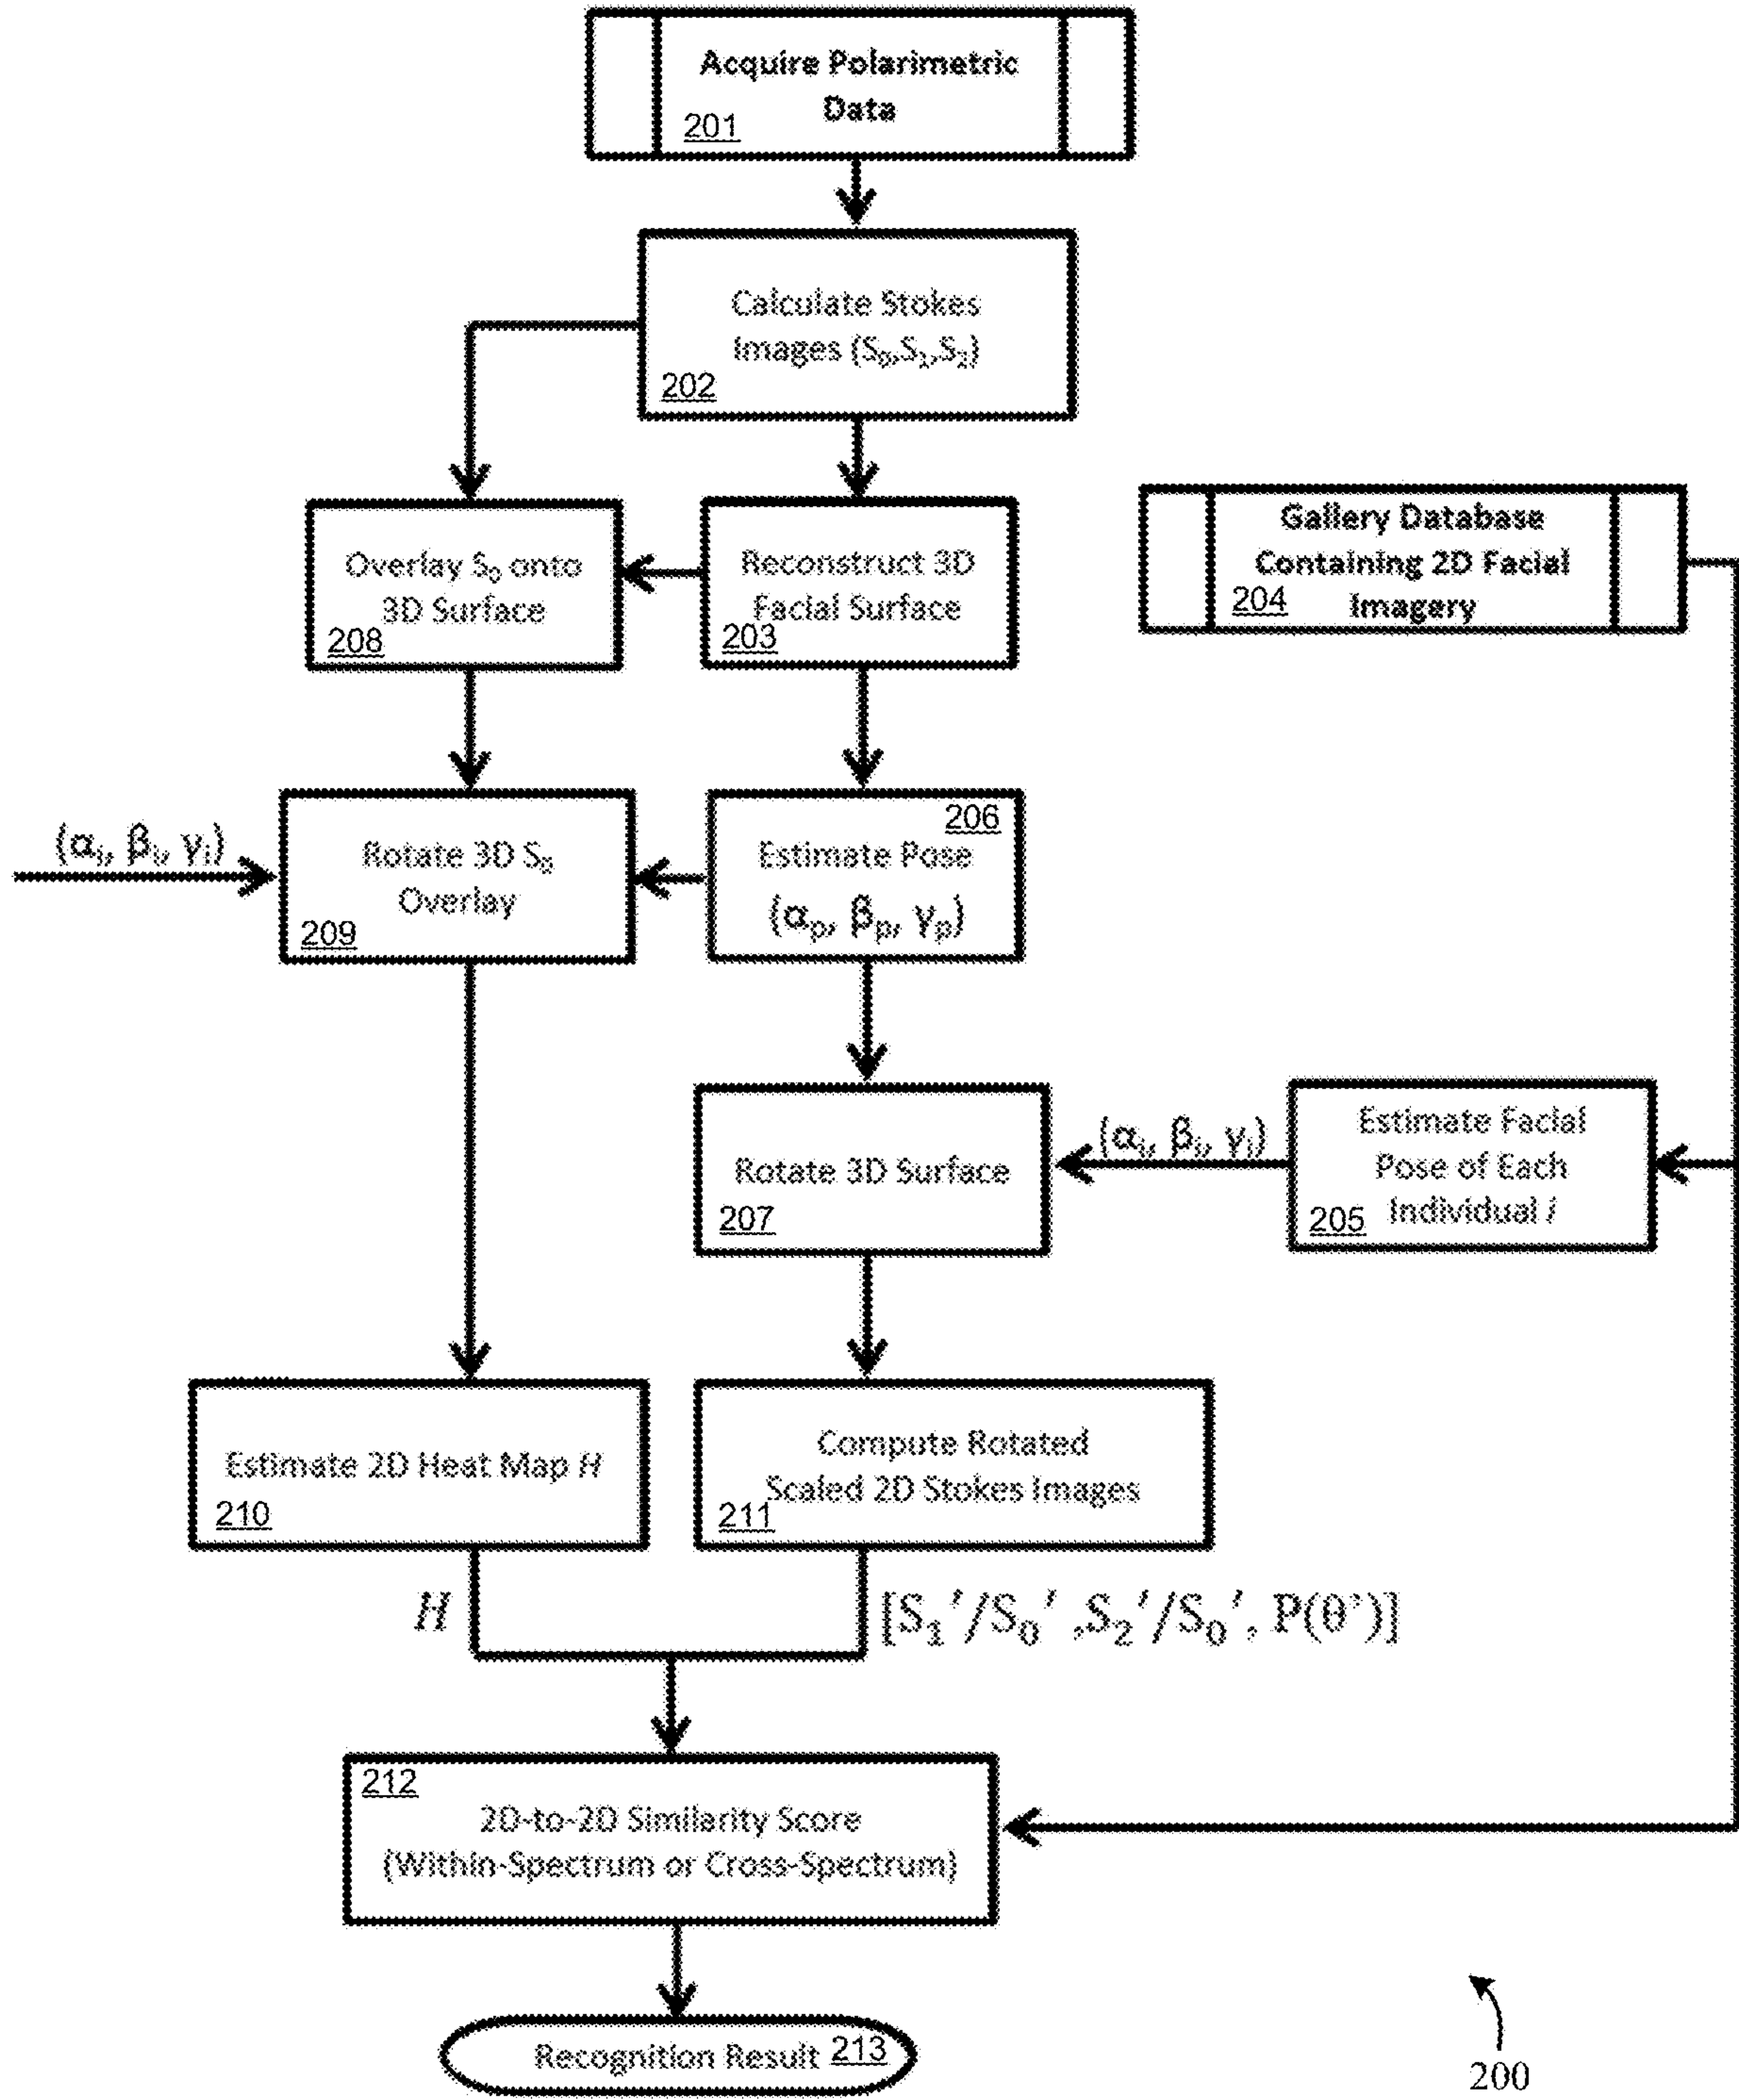 Acquire Polarimetric
Data
201
Calculate Stokes
Images (S₀,S₁,S₂)
202
Overlay S₀ onto
3D Surface
208
Reconstruct 3D
Facial Surface
203
Gallery Database
Containing 2D Facial
Imagery
204
(αᵢ, βᵢ, γᵢ)
Rotate 3D S₀
Overlay
209
206
Estimate Pose
(αₚ, βₚ, γₚ)
Rotate 3D Surface
207
(αᵢ, βᵢ, γᵢ)
Estimate Facial
Pose of Each
Individual i
205
Estimate 2D Heat Map H
210
Compute Rotated
Scaled 2D Stokes Images
211
H
[S₁′/S₀′ ,S₂′/S₀′, P(θ’)]
212
2D-to-2D Similarity Score
(Within-Spectrum or Cross-Spectrum)
Recognition Result 213
200